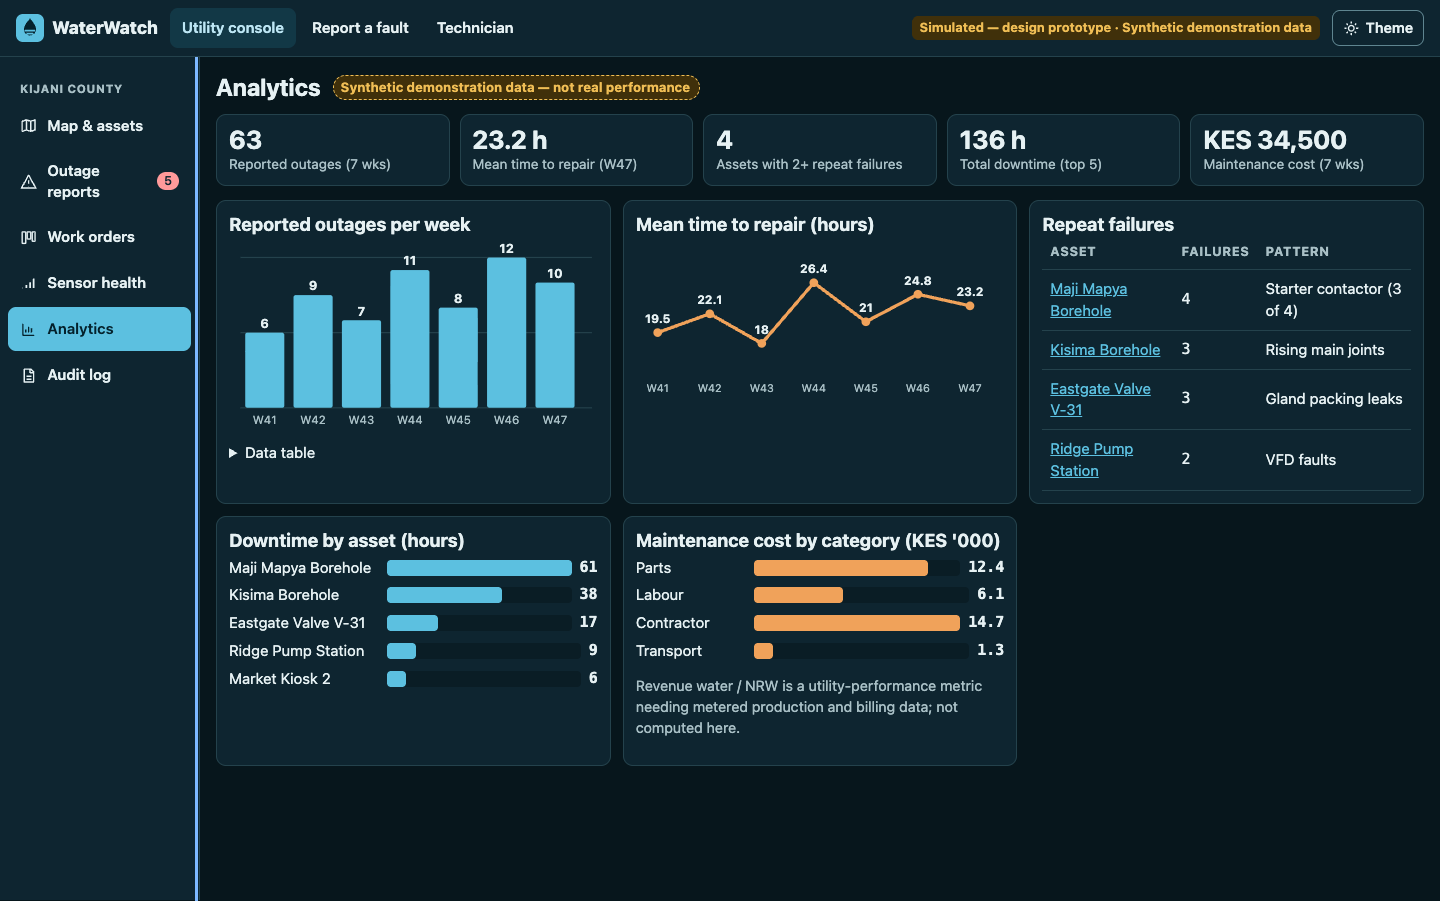 WaterWatch
Utility console
Report a fault
Technician
Simulated — design prototype · Synthetic demonstration data
Theme
KIJANI COUNTY
Map & assets
Outage
reports
5
Work orders
Sensor health
Analytics
Audit log
Analytics
Synthetic demonstration data — not real performance
63
Reported outages (7 wks)
23.2 h
Mean time to repair (W47)
4
Assets with 2+ repeat failures
136 h
Total downtime (top 5)
KES 34,500
Maintenance cost (7 wks)
Reported outages per week
6
9
7
11
8
12
10
W41
W42
W43
W44
W45
W46
W47
Data table
Mean time to repair (hours)
19.5
22.1
18
26.4
21
24.8
23.2
W41
W42
W43
W44
W45
W46
W47
Repeat failures
ASSET FAILURES PATTERN
Maji Mapya
Borehole
4
Starter contactor (3
of 4)
Kisima Borehole
3
Rising main joints
Eastgate Valve
V-31
3
Gland packing leaks
Ridge Pump
Station
2
VFD faults
Downtime by asset (hours)
Maji Mapya Borehole 61
Kisima Borehole 38
Eastgate Valve V-31 17
Ridge Pump Station 9
Market Kiosk 2 6
Maintenance cost by category (KES '000)
Parts 12.4
Labour 6.1
Contractor 14.7
Transport 1.3
Revenue water / NRW is a utility-performance metric
needing metered production and billing data; not
computed here.